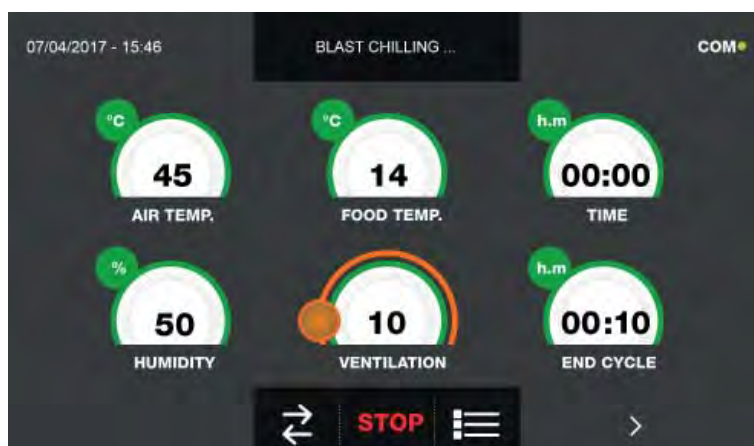 07/04/2017 - 15:46
BLAST CHILLING ...
COM
°C
45
AIR TEMP.
°C
14
FOOD TEMP.
h.m
00:00
TIME
%
50
HUMIDITY
10
VENTILATION
h.m
00:10
END CYCLE
STOP